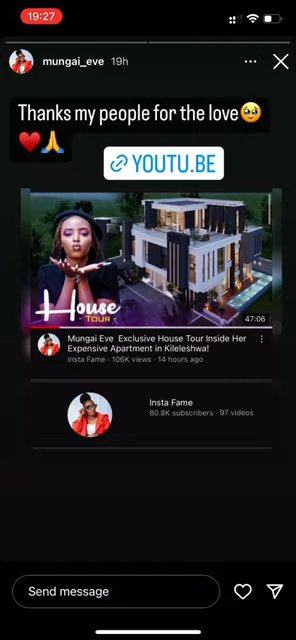 19:27
mungai_eve 19h
Thanks my people for the love🥹
❤️🙏
YOUTU.BE
House
TOUR
47:06
Mungai Eve Exclusive House Tour Inside Her
Expensive Apartment in Kileleshwa!
Insta Fame · 106K views · 14 hours ago
Insta Fame
80.8K subscribers · 97 videos
Send message